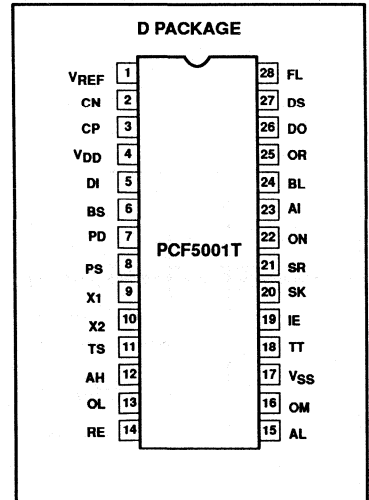 D PACKAGE
VREF 1 28 FL
CN 2 27 DS
CP 3 26 DO
VDD 4 25 OR
DI 5 24 BL
BS 6 23 AI
PD 7 22 ON
PCF5001T
PS 8 21 SR
X1 9 20 SK
X2 10 19 IE
TS 11 18 TT
AH 12 17 VSS
OL 13 16 OM
RE 14 15 AL